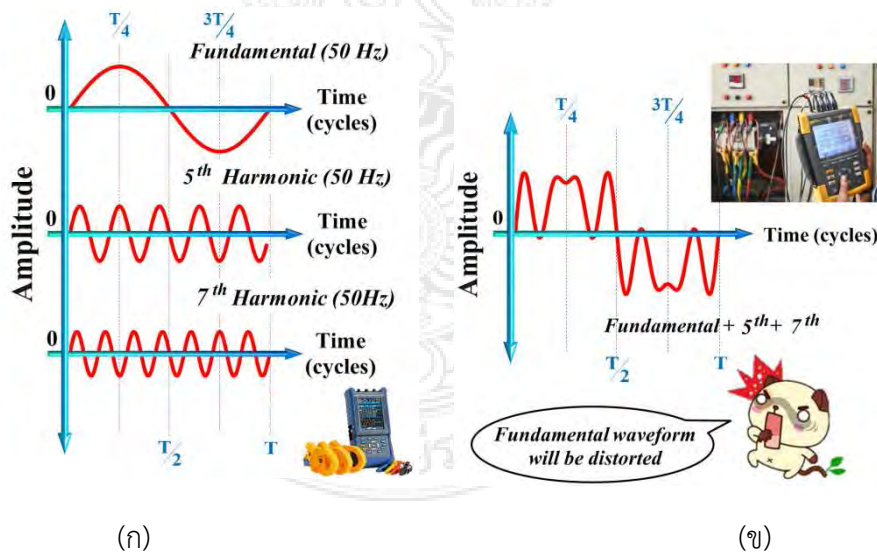 T/4
3T/4
Fundamental (50 Hz)
0
Time
(cycles)
5th Harmonic (50 Hz)
Amplitude
0
Time
(cycles)
7th Harmonic (50Hz)
0
Time
(cycles)
T/2
T
(ก)
T/4
3T/4
Amplitude
0
Time (cycles)
Fundamental + 5th + 7th
T/2
T
Fundamental waveform
will be distorted
(ข)